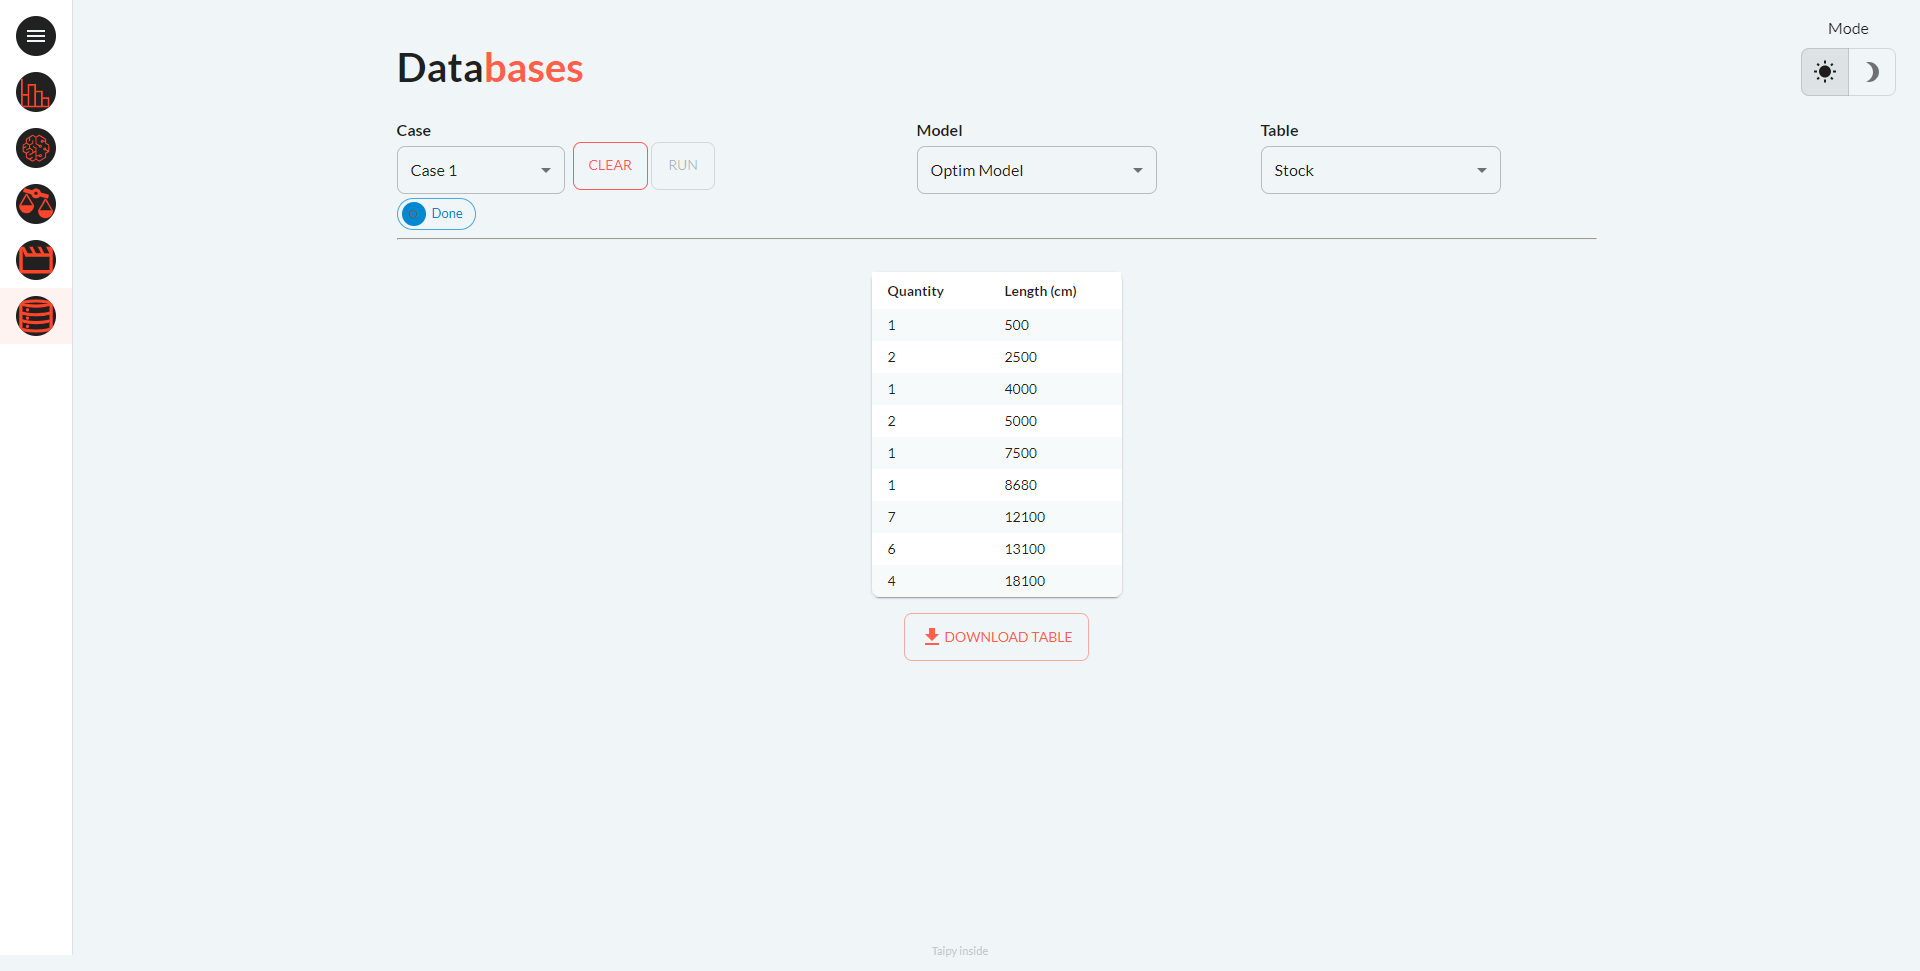 Mode
Databases
Case
Model
Table
Case 1
CLEAR
RUN
Optim Model
Stock
Done
Quantity Length (cm)
1 500
2 2500
1 4000
2 5000
1 7500
1 8680
7 12100
6 13100
4 18100
DOWNLOAD TABLE
Taipy inside